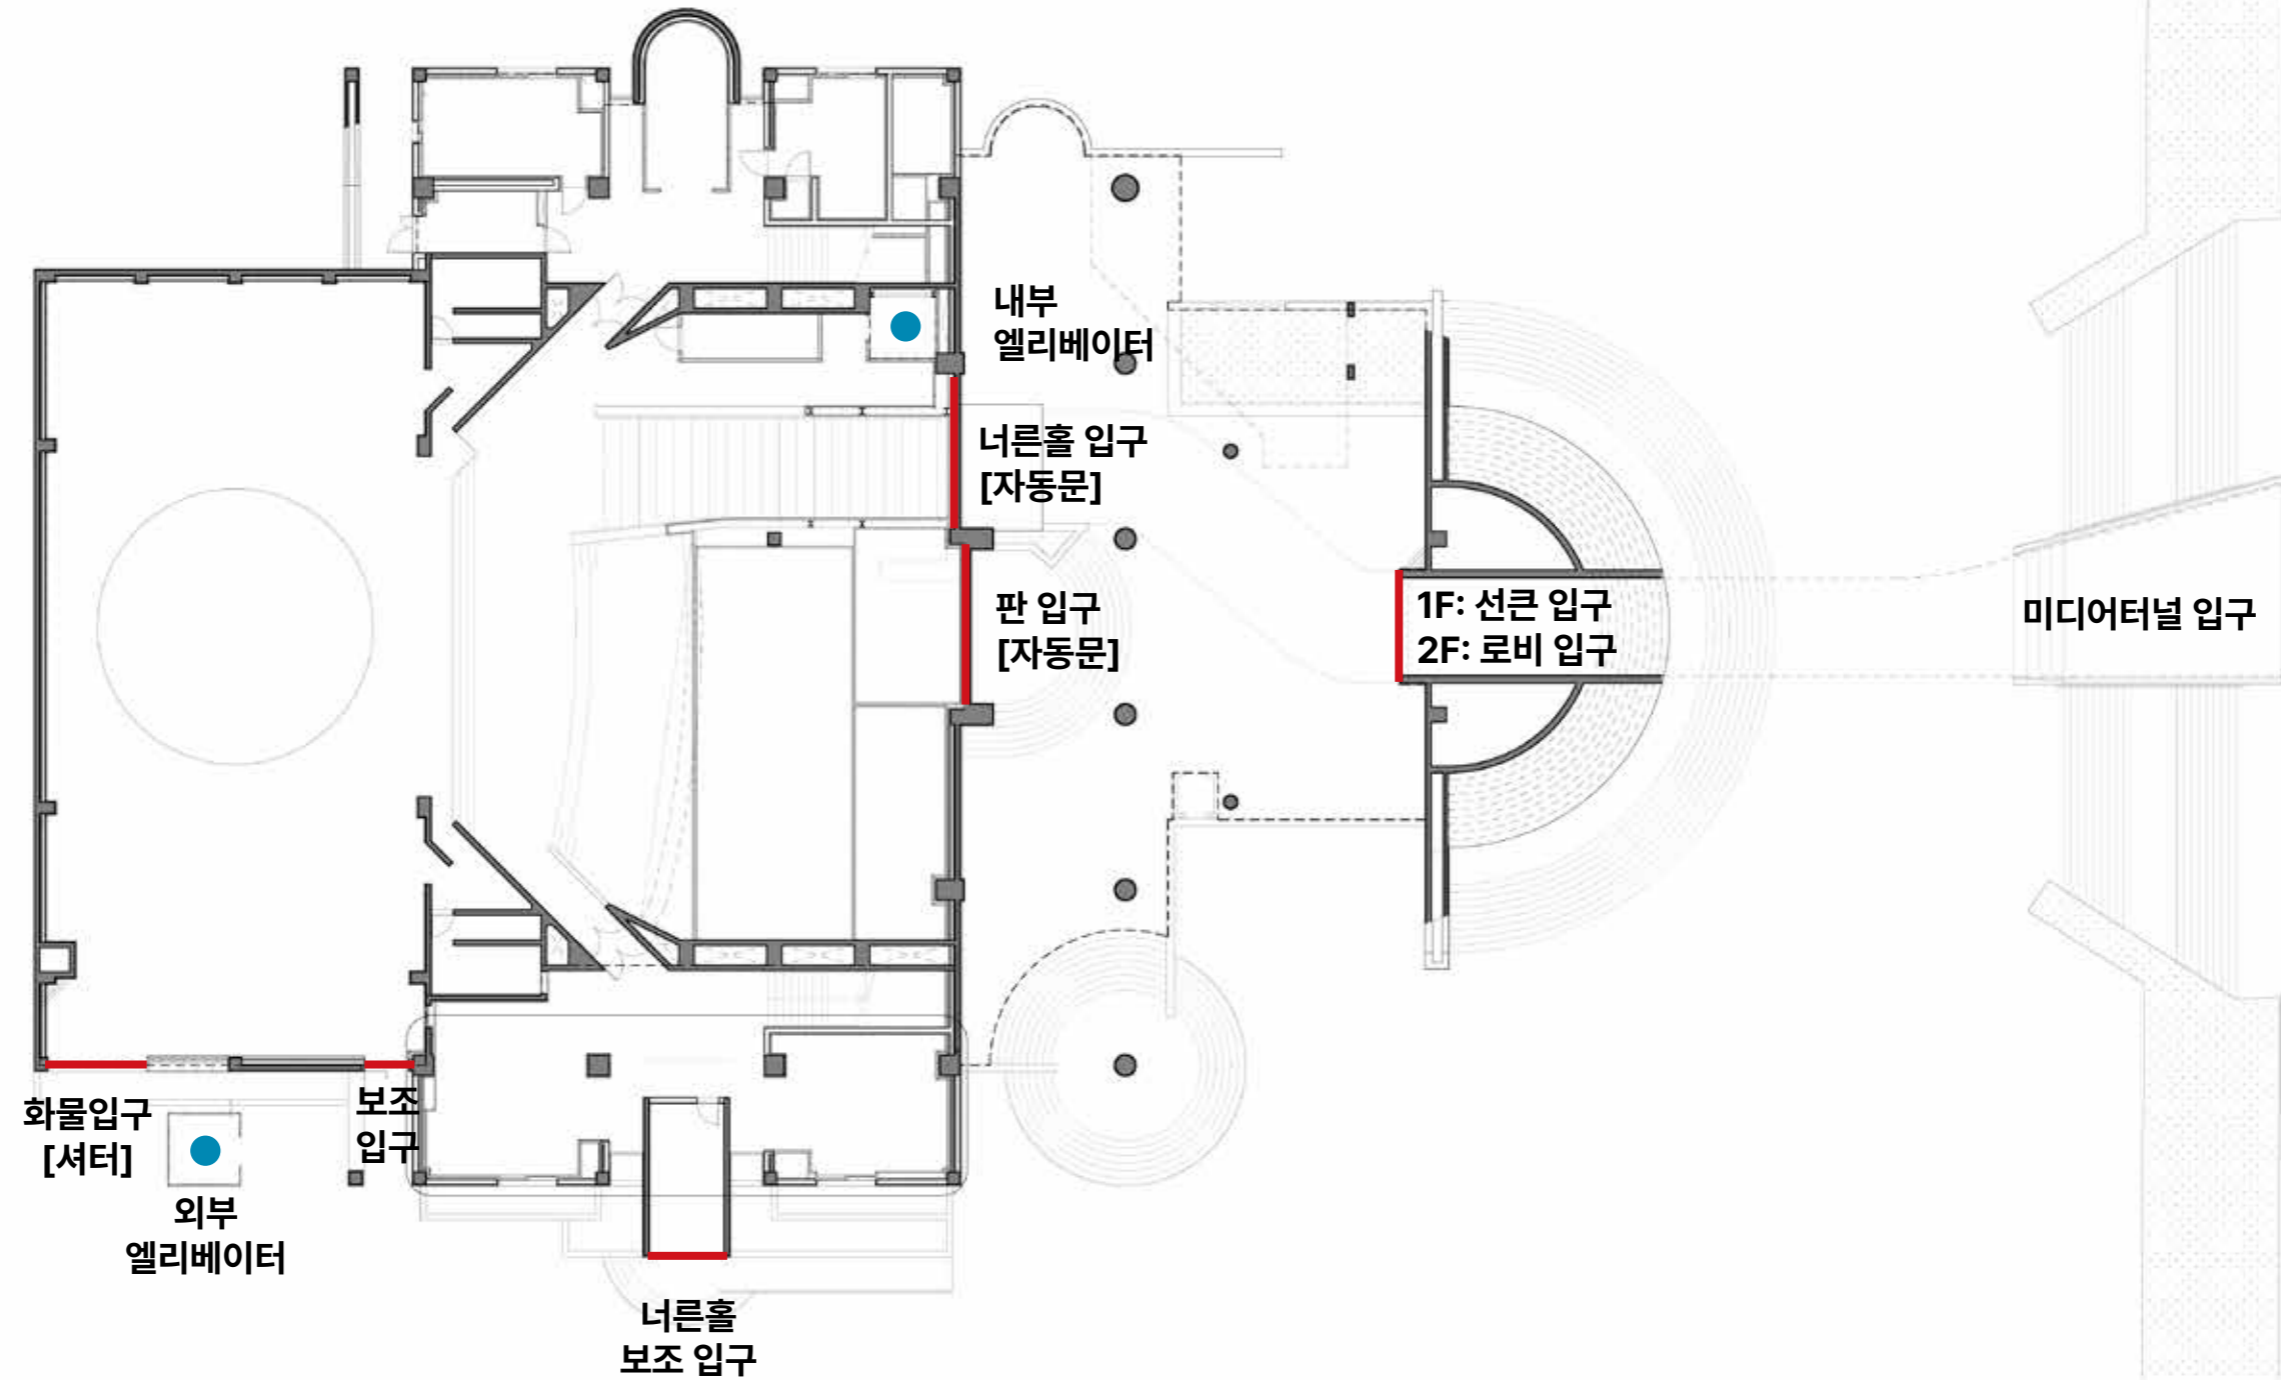 내부
엘리베이터
너른홀 입구
[자동문]
판 입구
[자동문]
1F: 선큰 입구
2F: 로비 입구
미디어터널 입구
화물입구
[셔터]
보조
입구
외부
엘리베이터
너른홀
보조 입구